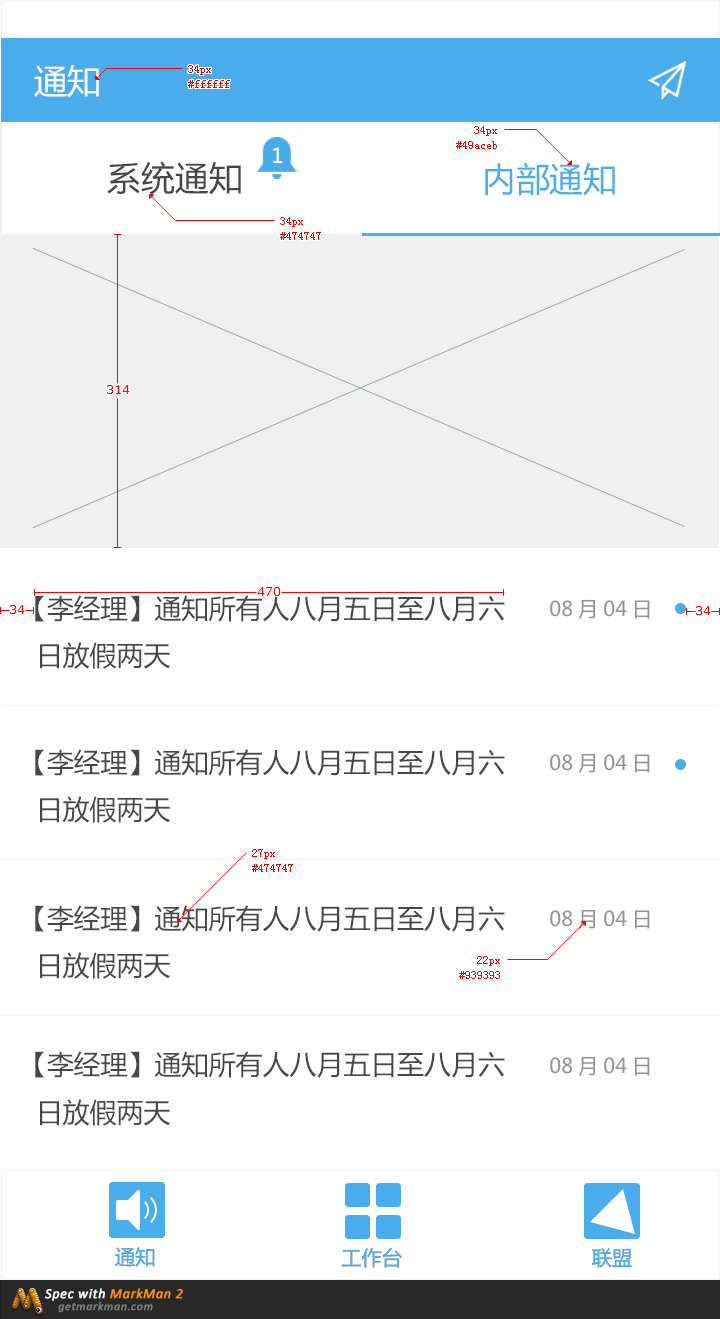 通知
34px
#ffffff
34px
#49aceb
系统通知
1
内部通知
34px
#474747
314
470
34
【李经理】通知所有人八月五日至八月六
08 月 04 日
34
日放假两天
【李经理】通知所有人八月五日至八月六
08 月 04 日
日放假两天
27px
#474747
【李经理】通知所有人八月五日至八月六
08 月 04 日
日放假两天
22px
#939393
【李经理】通知所有人八月五日至八月六
08 月 04 日
日放假两天
通知
工作台
联盟
Spec with MarkMan 2
getmarkman.com